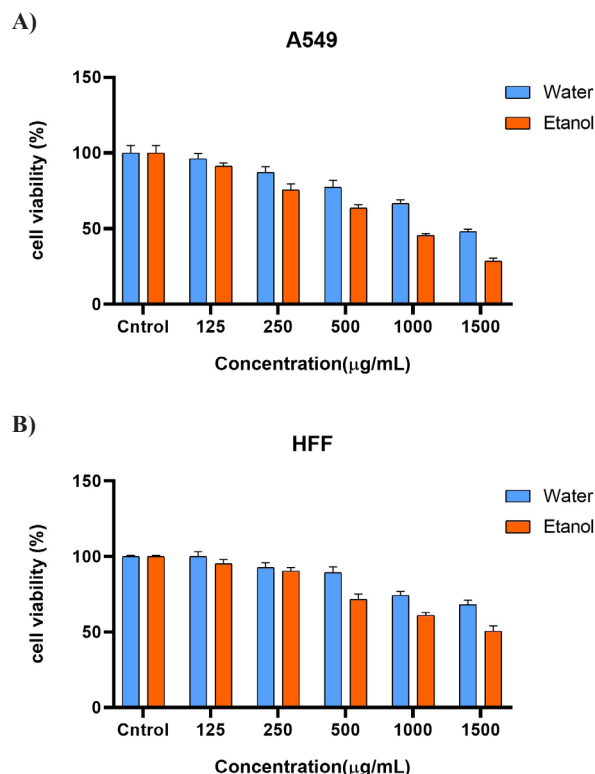 A)
A549
150
100
50
0
cell viability (%)
Water
Etanol
Cntrol 125 250 500 1000 1500
Concentration(μg/mL)
B)
HFF
150
100
50
0
cell viability (%)
Water
Etanol
Cntrol 125 250 500 1000 1500
Concentration(μg/mL)